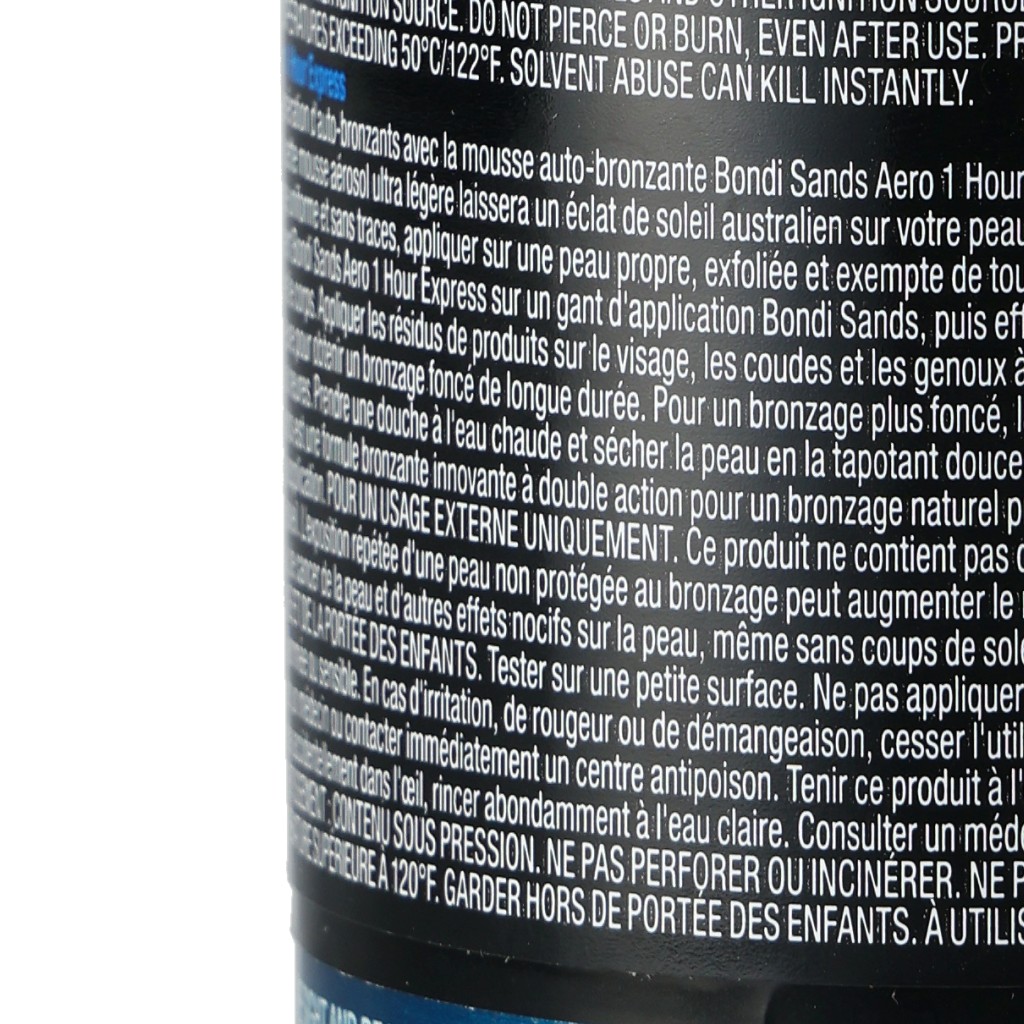 IGNITION SOURCE. DO NOT PIERCE OR BURN, EVEN AFTER USE.
EXCEEDING 50°C/122°F. SOLVENT ABUSE CAN KILL INSTANTLY.
Hour Express
d'auto-bronzants avec la mousse auto-bronzante Bondi Sands Aero 1 Hour
mousse aérosol ultra légère laissera un éclat de soleil australien sur votre peau
et sans traces, appliquer sur une peau propre, exfoliée et exempte de
Bondi Sands Aero 1 Hour Express sur un gant d'application Bondi Sands, puis
Appliquer les résidus de produits sur le visage, les coudes et les genoux à
obtenir un bronzage foncé de longue durée. Pour un bronzage plus foncé,
Prendre une douche à l'eau chaude et sécher la peau en la tapotant
une formule bronzante innovante à double action pour un bronzage naturel
POUR UN USAGE EXTERNE UNIQUEMENT. Ce produit ne contient pas
L'exposition répétée d'une peau non protégée au bronzage peut augmenter le
de la peau et d'autres effets nocifs sur la peau, même sans coups de
DE LA PORTÉE DES ENFANTS. Tester sur une petite surface. Ne pas appliquer
ou sensible. En cas d'irritation, de rougeur ou de démangeaison, cesser
ou contacter immédiatement un centre antipoison. Tenir ce produit à
dans l'œil, rincer abondamment à l'eau claire. Consulter un
CONTENU SOUS PRESSION. NE PAS PERFORER OU INCINÉRER. NE
SUPÉRIEURE À 120°F. GARDER HORS DE PORTÉE DES ENFANTS. À